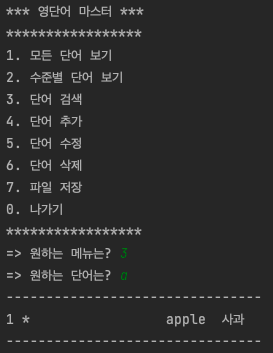 *** 영단어 마스터 ***
*****************
1. 모든 단어 보기
2. 수준별 단어 보기
3. 단어 검색
4. 단어 추가
5. 단어 수정
6. 단어 삭제
7. 파일 저장
0. 나가기
*****************
=> 원하는 메뉴는? 3
=> 원하는 단어는? a
--------------------------------
1 *                 apple  사과
--------------------------------